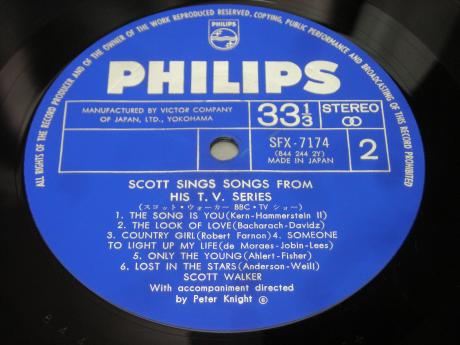 ALL RIGHTS OF THE RECORD PRODUCER AND OF THE OWNER OF THE WORK REPRODUCED RESERVED, COPYING, PUBLIC PERFORMANCE AND BROADCASTING OF THIS RECORD PROHIBITED
PHILIPS
PHILIPS
MANUFACTURED BY VICTOR COMPANY
OF JAPAN, LTD., YOKOHAMA
33 1/3
STEREO
SFX-7174
(844 244 2Y)
MADE IN JAPAN
2
SCOTT SINGS SONGS FROM
HIS T. V. SERIES
(スコット・ウォーカー BBC・TV ショー)
1. THE SONG IS YOU(Kern-Hammerstein II)
2. THE LOOK OF LOVE(Bacharach-Davidz)
3. COUNTRY GIRL(Robert Farnon) 4. SOMEONE
TO LIGHT UP MY LIFE(de Moraes-Jobin-Lees)
5. ONLY THE YOUNG(Ahlert-Fisher)
6. LOST IN THE STARS(Anderson-Weill)
SCOTT WALKER
With accompaniment directed
by Peter Knight ⑥